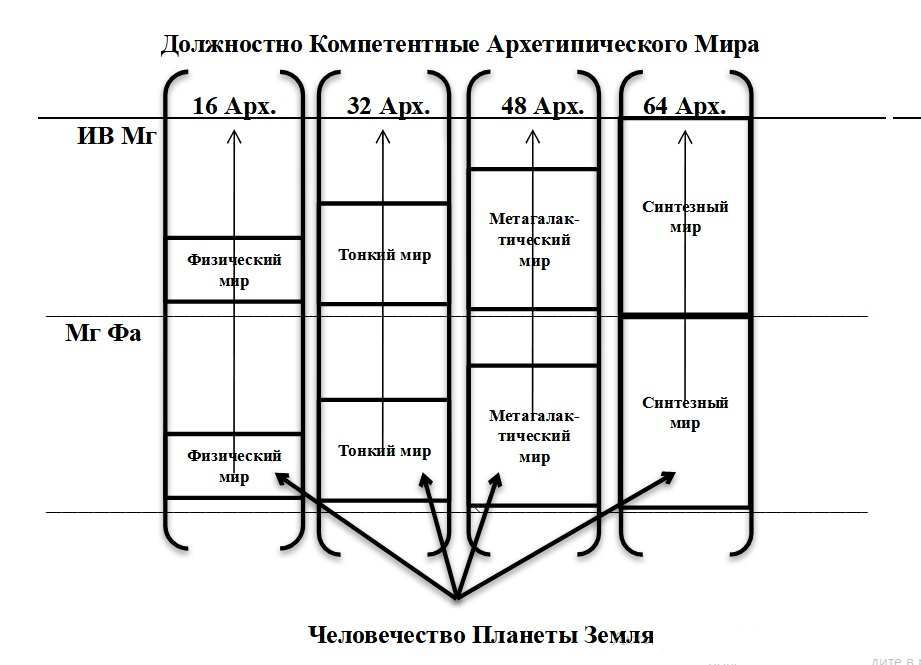 Должностно Компетентные Архетипического Мира
16 Арх. 32 Арх. 48 Арх. 64 Арх.
ИВ Мг
Физический
мир
Тонкий мир
Метагалак-
тический
мир
Синтезный
мир
Мг Фа
Физический
мир
Тонкий мир
Метагалак-
тический
мир
Синтезный
мир
Человечество Планеты Земля